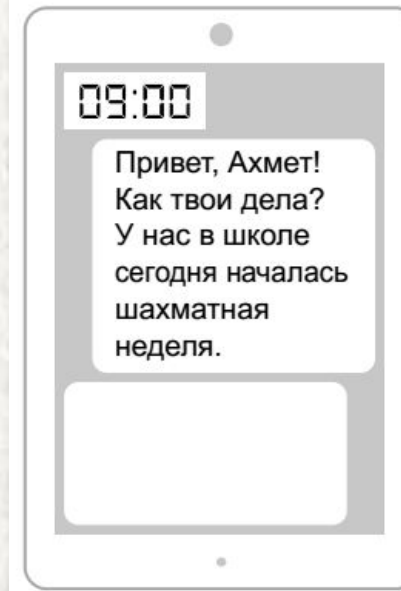 09:00
Привет, Ахмет!
Как твои дела?
У нас в школе
сегодня началась
шахматная
неделя.